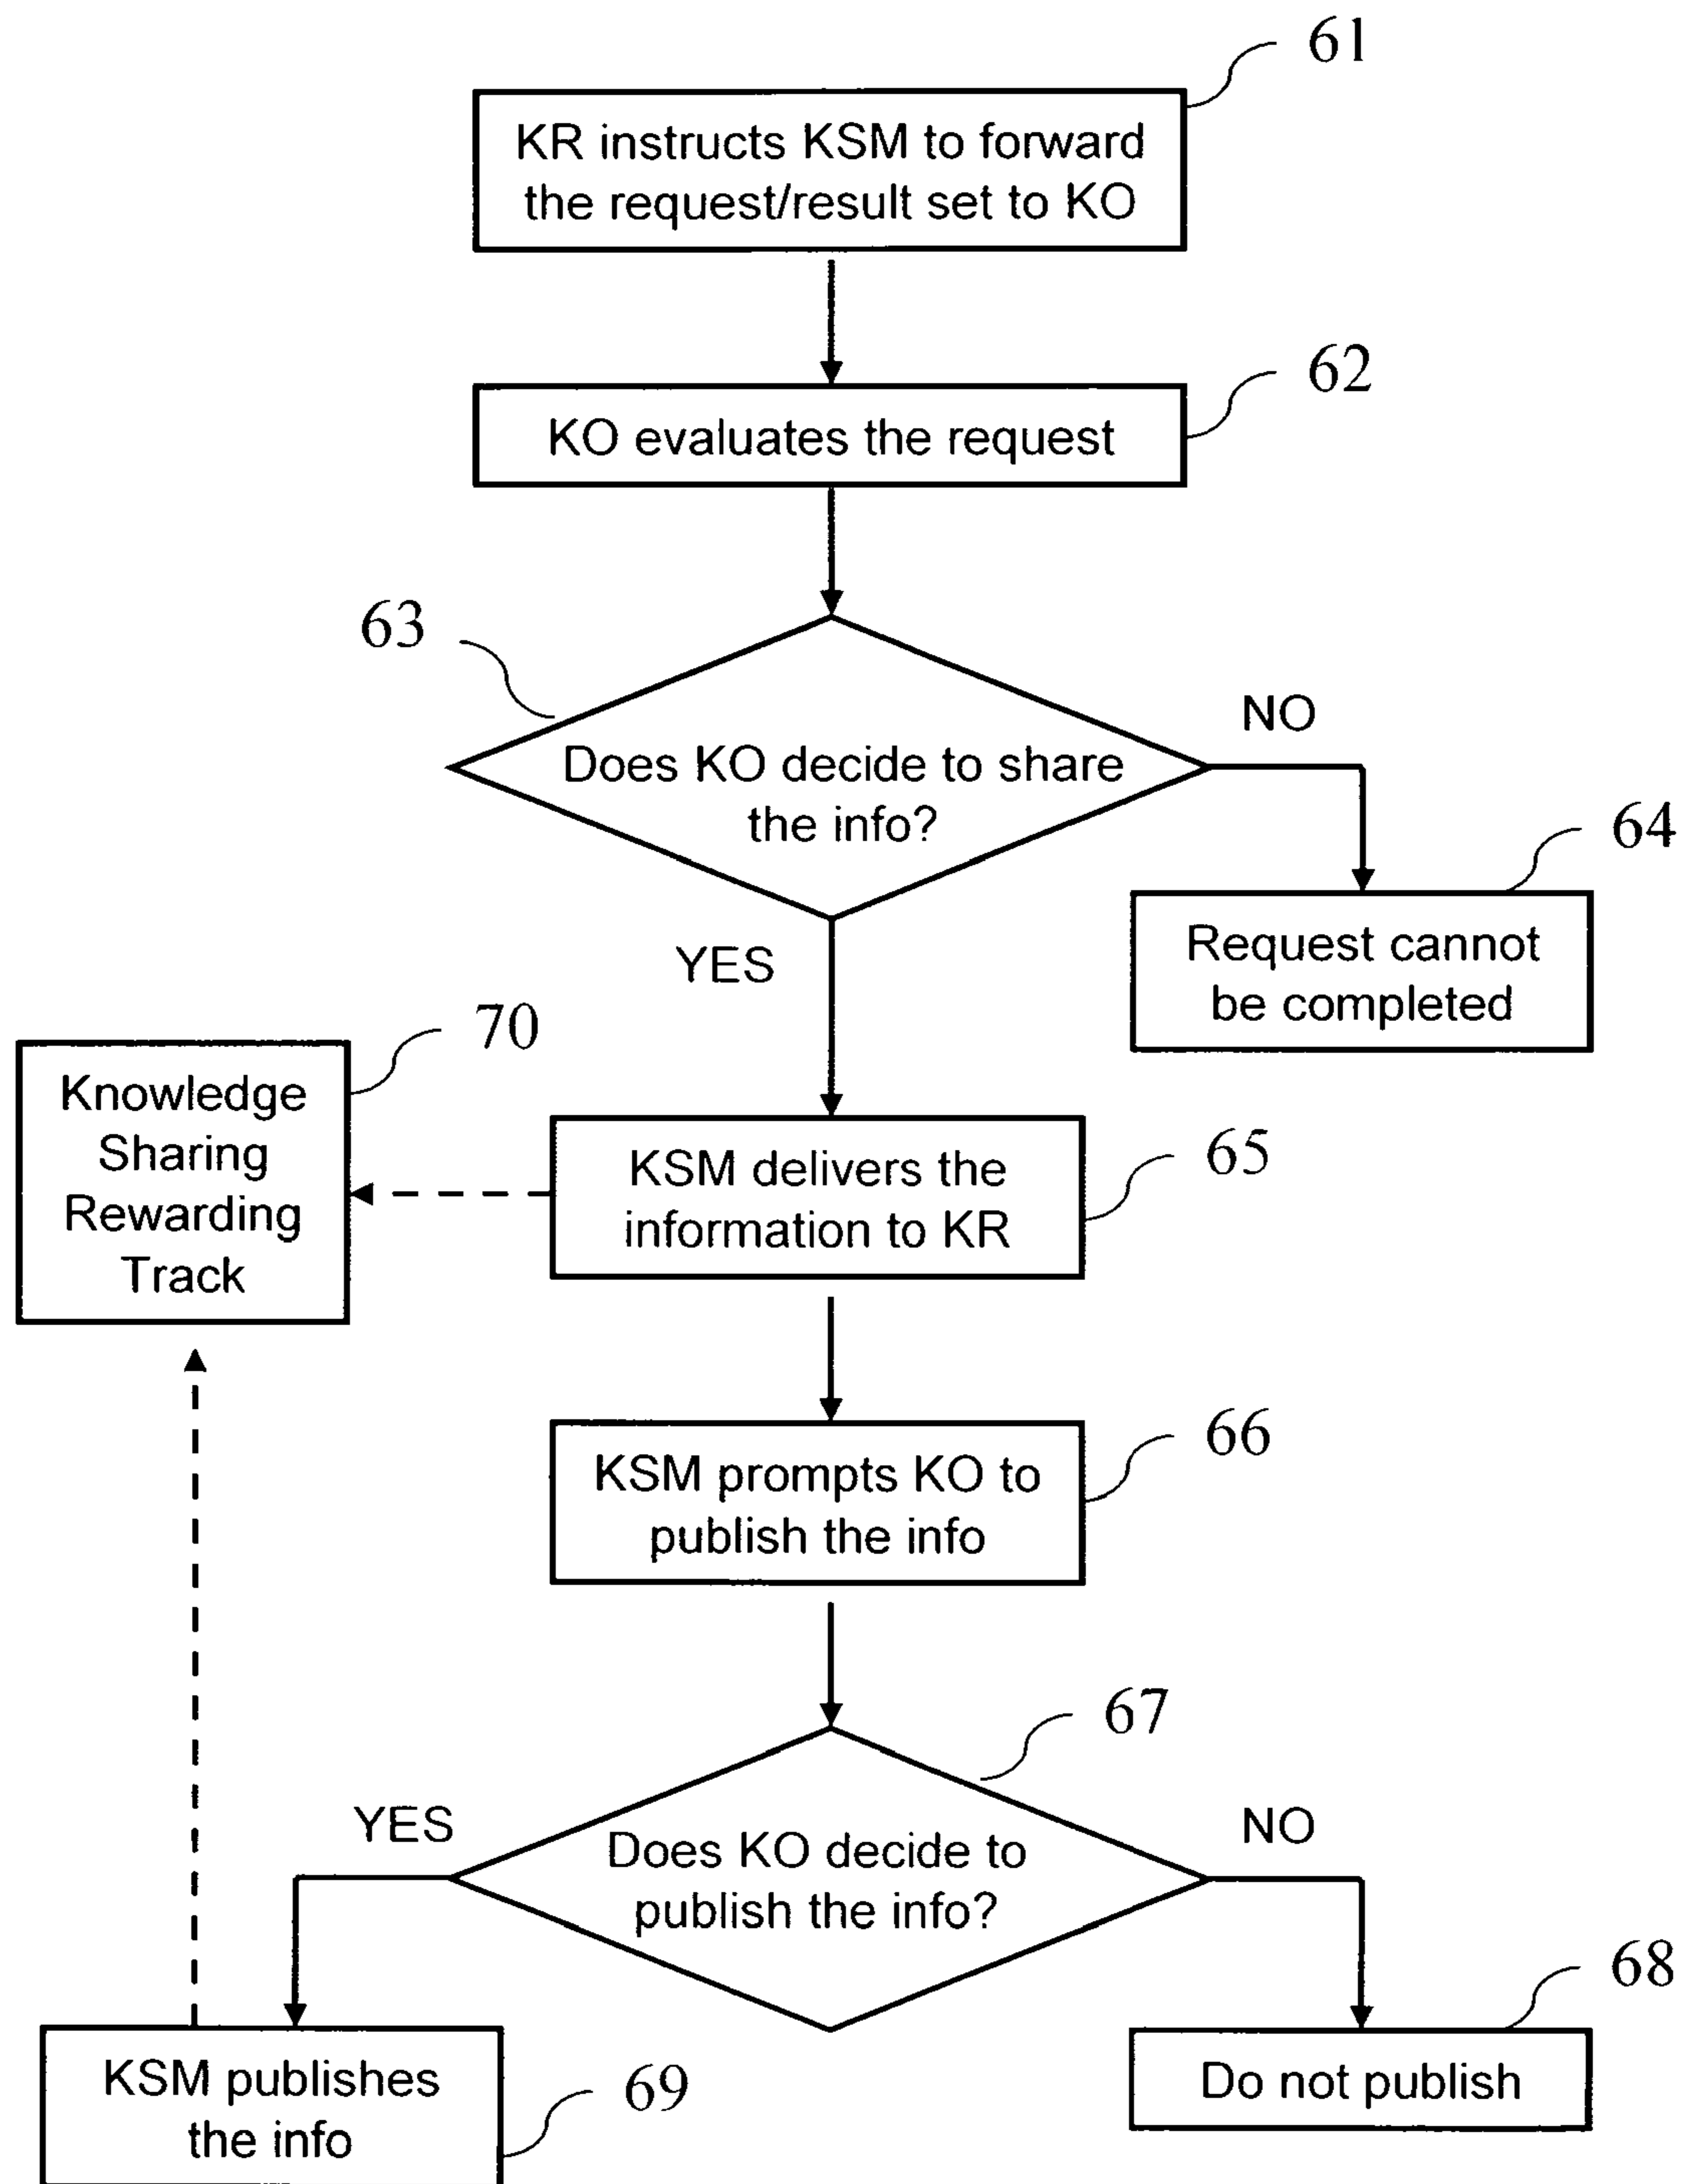 61
KR instructs KSM to forward
the request/result set to KO
62
KO evaluates the request
63
Does KO decide to share
the info?
NO
64
Request cannot
be completed
YES
70
Knowledge
Sharing
Rewarding
Track
65
KSM delivers the
information to KR
66
KSM prompts KO to
publish the info
67
YES
NO
Does KO decide to
publish the info?
68
Do not publish
69
KSM publishes
the info